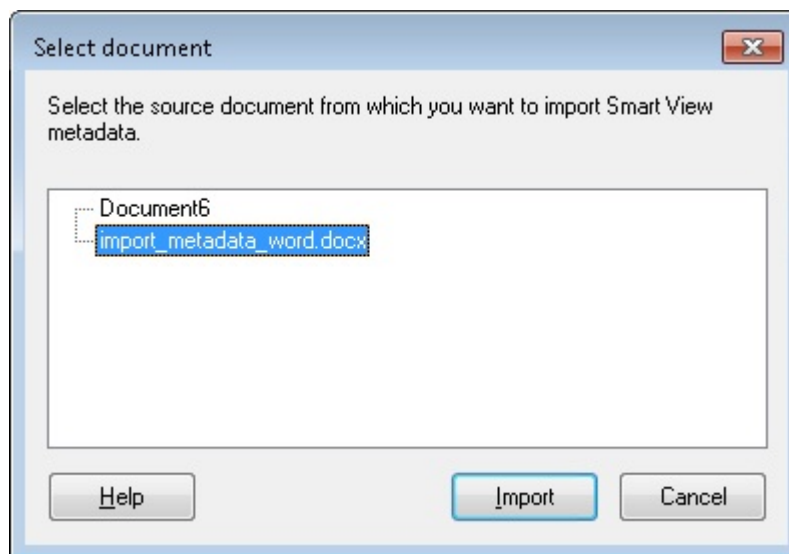 Select document
Select the source document from which you want to import Smart View
metadata.
Document6
import_metadata_word.docx
Help
Import
Cancel